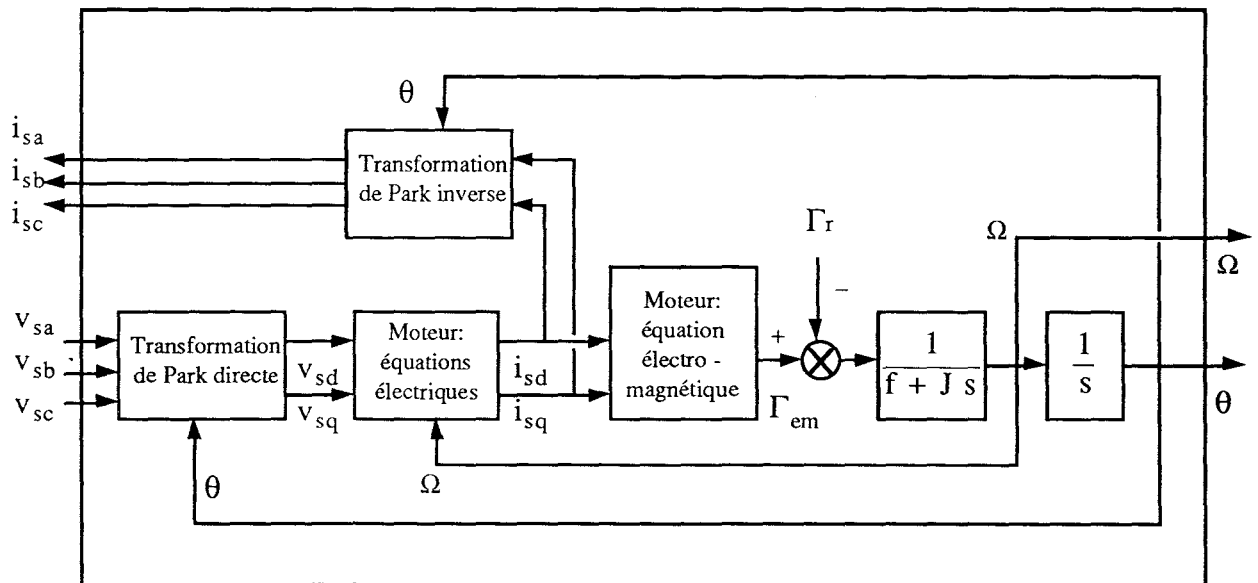 θ
i_sa
i_sb
i_sc
Transformation
de Park inverse
Γr
Ω
Ω
v_sa
v_sb
v_sc
Transformation
de Park directe
v_sd
v_sq
Moteur:
équations
électriques
i_sd
i_sq
Moteur:
équation
électro -
magnétique
+
−
Γ_em
1
f + J s
1
s
θ
θ
Ω